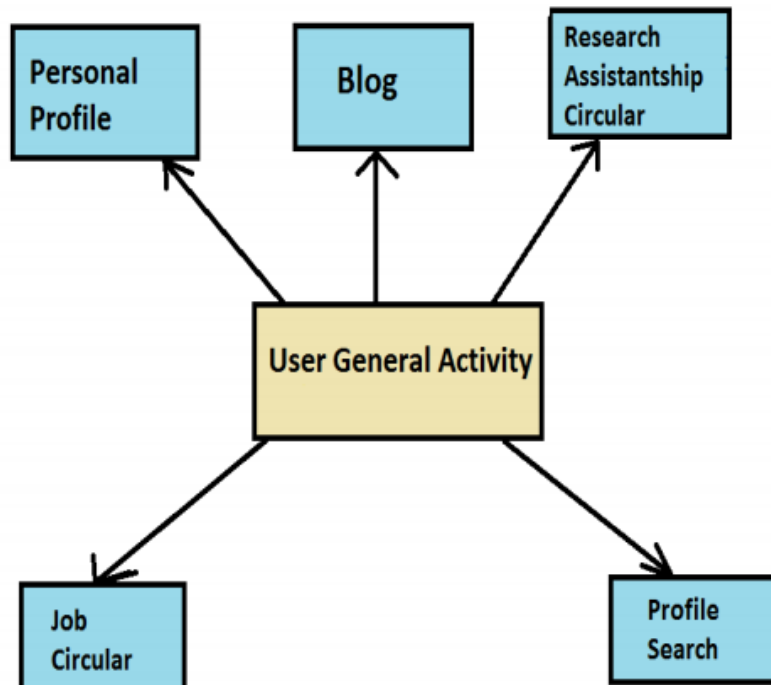 Personal
Profile
Blog
Research
Assistantship
Circular
User General Activity
Job
Circular
Profile
Search